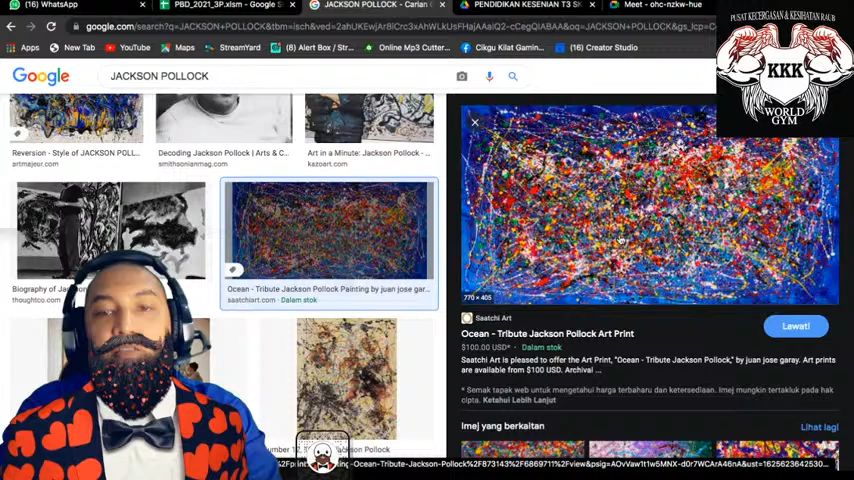 (16) WhatsApp
PBD_2021_3P.xlsm - Google S
JACKSON POLLOCK - Carian G
PENDIDIKAN KESENIAN T3 SK
Meet - ohc-nzkw-hue
Apps
New Tab
YouTube
Maps
StreamYard
(8) Alert Box / Str...
Online Mp3 Cutter...
Cikgu Kilat Gaming...
(16) Creator Studio
Google
JACKSON POLLOCK
PUSAT KECERGASAN & KESIHATAN RAUB
KKK
WORLD
GYM
Reversion - Style of JACKSON POLL...
artmajeur.com
Decoding Jackson Pollock | Arts & C...
smithsonianmag.com
Art in a Minute: Jackson Pollock - ...
kazoart.com
Biography of Jac
thoughtco.com
Ocean - Tribute Jackson Pollock Painting by juan jose gar...
saatchiart.com · Dalam stok
770 × 405
Saatchi Art
Ocean - Tribute Jackson Pollock Art Print
Lawati
$100.00 USD* · Dalam stok
Saatchi Art is pleased to offer the Art Print, "Ocean - Tribute Jackson Pollock," by juan jose garay. Art prints
are available from $100 USD. Archival ...
* Semak tapak web untuk mengetahui harga terbaharu dan ketersediaan. Imej mungkin tertakluk pada hak
cipta. Ketahui Lebih Lanjut
Imej yang berkaitan
Lihat lagi
Pollock